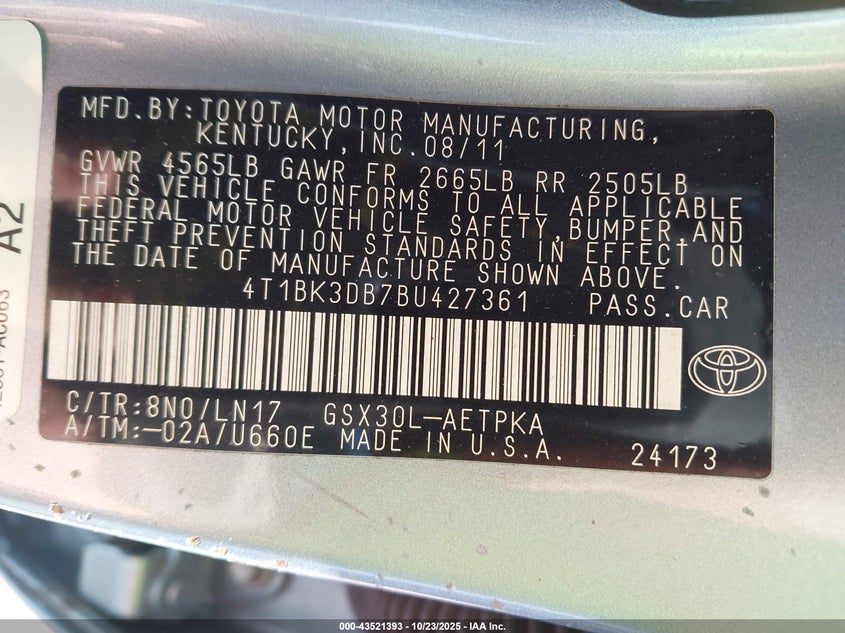 MFD.BY:TOYOTA MOTOR MANUFACTURING,
KENTUCKY,INC.08/11
GVWR 4565LB GAWR FR 2665LB RR 2505LB
THIS VEHICLE CONFORMS TO ALL APPLICABLE
FEDERAL MOTOR VEHICLE SAFETY,BUMPER,AND
THEFT PREVENTION STANDARDS IN EFFECT ON
THE DATE OF MANUFACTURE SHOWN ABOVE.
4T1BK3DB7BU427361 PASS.CAR
C/TR:8N0/LN17 GSX30L-AETPKA
A/TM:-02A/U660E MADE IN U.S.A.
24173
A2
000-43521393 - 10/23/2025 - IAA Inc.